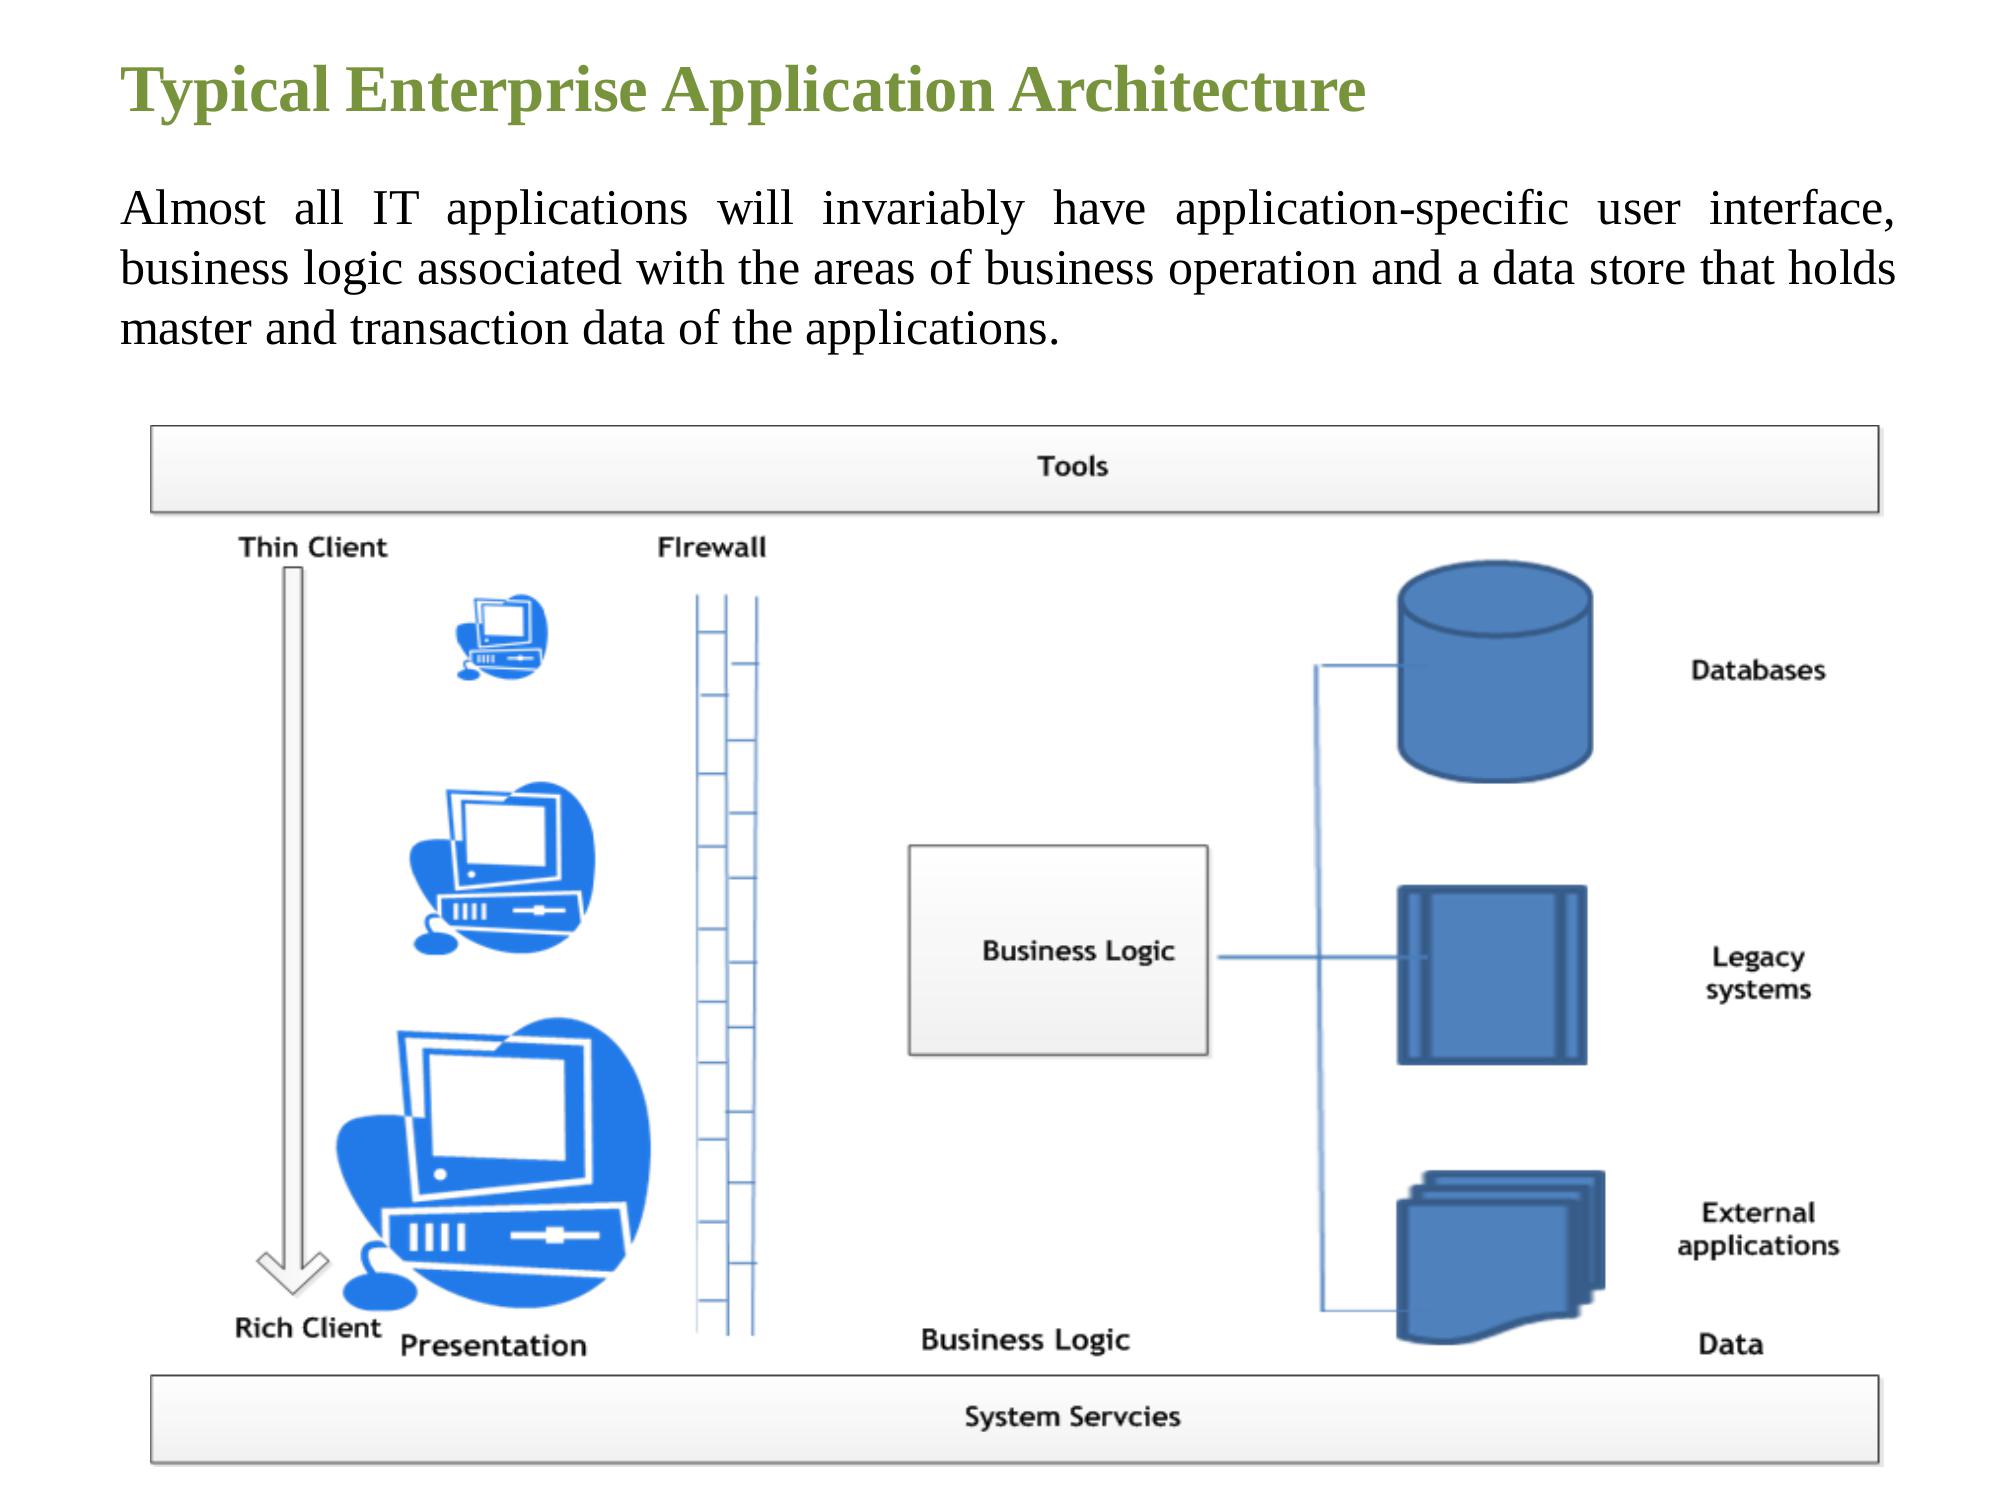 Typical Enterprise Application Architecture
Almost all IT applications will invariably have application-specific user interface,
business logic associated with the areas of business operation and a data store that holds
master and transaction data of the applications.
Tools
Thin Client
FIrewall
Databases
Business Logic
Legacy
systems
External
applications
Rich Client
Presentation
Business Logic
Data
System Servcies